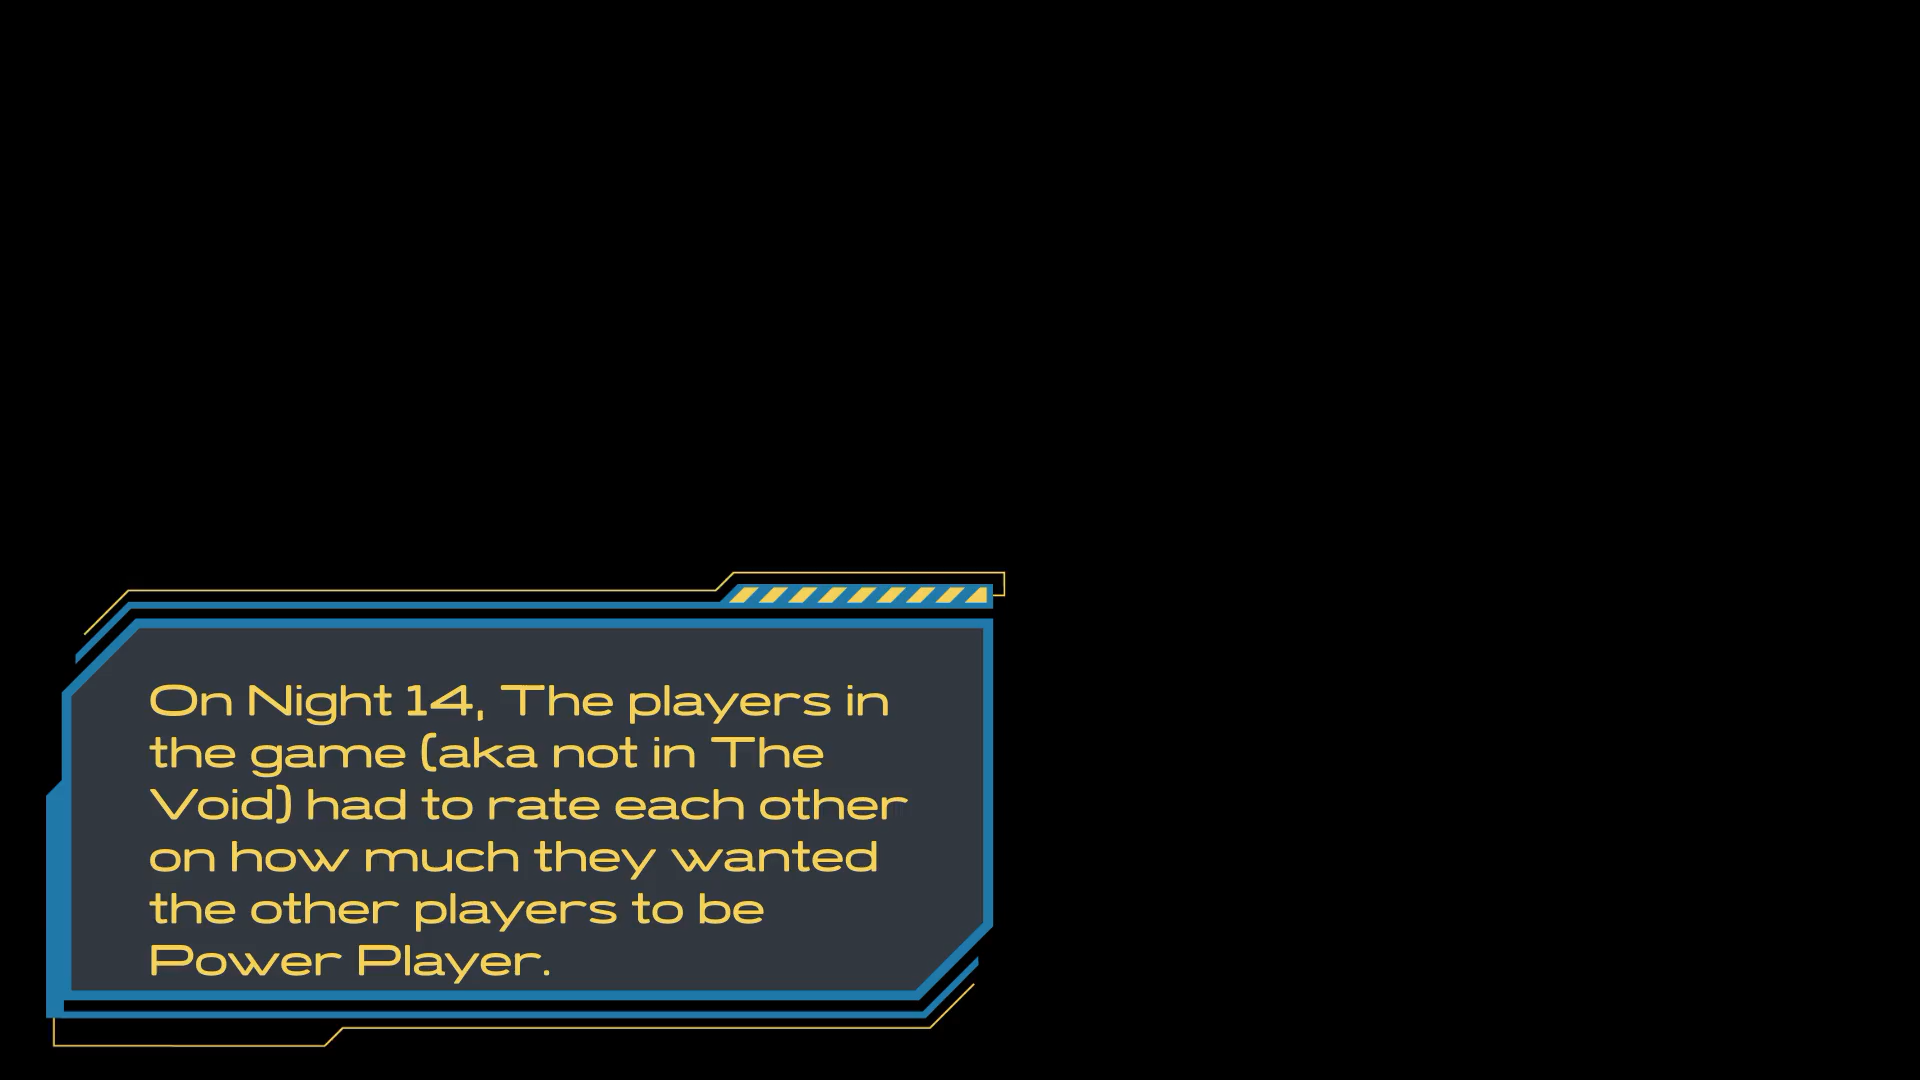 On Night 14, The players in
the game (aka not in The
Void) had to rate each other
on how much they wanted
the other players to be
Power Player.